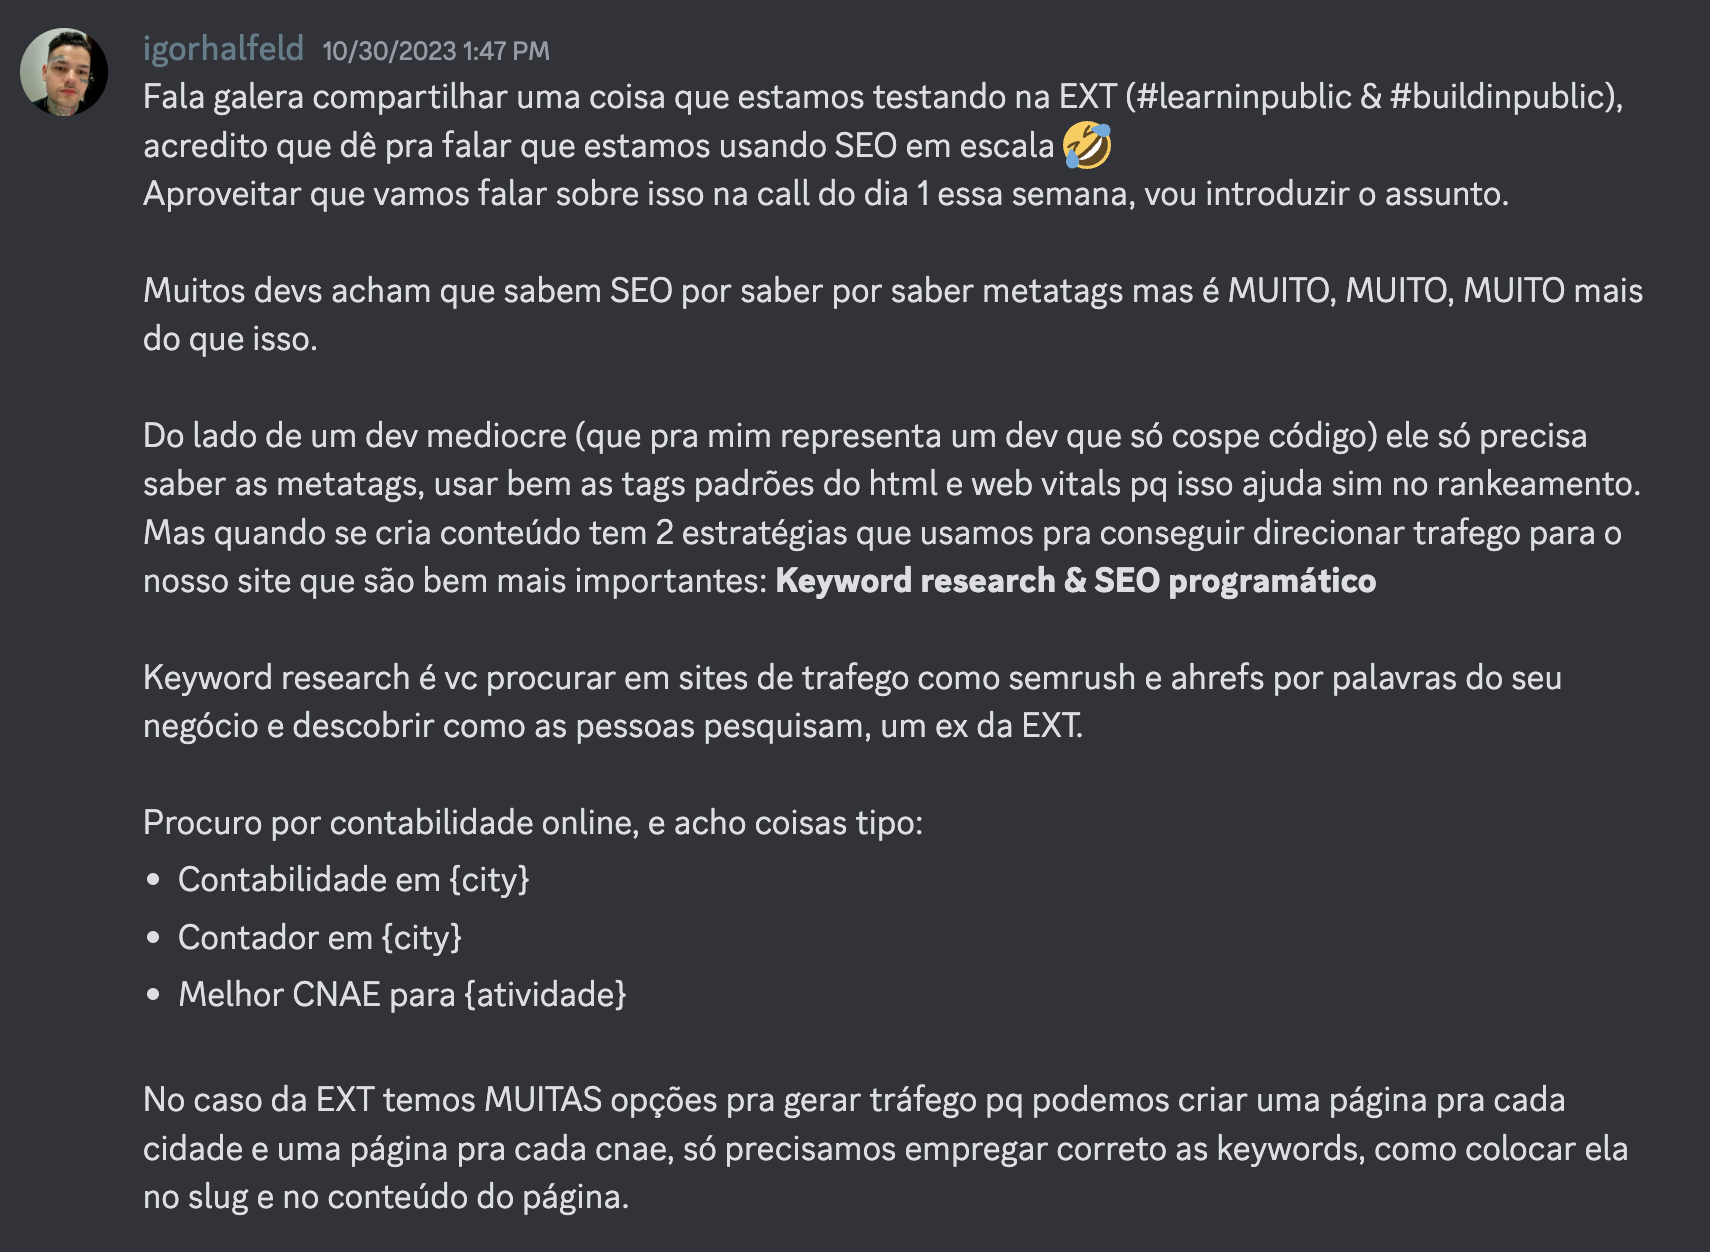 igorhalfeld 10/30/2023 1:47 PM
Fala galera compartilhar uma coisa que estamos testando na EXT (#learninpublic & #buildinpublic),
acredito que dê pra falar que estamos usando SEO em escala 🤣
Aproveitar que vamos falar sobre isso na call do dia 1 essa semana, vou introduzir o assunto.
Muitos devs acham que sabem SEO por saber por saber metatags mas é MUITO, MUITO, MUITO mais
do que isso.
Do lado de um dev mediocre (que pra mim representa um dev que só cospe código) ele só precisa
saber as metatags, usar bem as tags padrões do html e web vitals pq isso ajuda sim no rankeamento.
Mas quando se cria conteúdo tem 2 estratégias que usamos pra conseguir direcionar trafego para o
nosso site que são bem mais importantes: Keyword research & SEO programático
Keyword research é vc procurar em sites de trafego como semrush e ahrefs por palavras do seu
negócio e descobrir como as pessoas pesquisam, um ex da EXT.
Procuro por contabilidade online, e acho coisas tipo:
• Contabilidade em {city}
• Contador em {city}
• Melhor CNAE para {atividade}
No caso da EXT temos MUITAS opções pra gerar tráfego pq podemos criar uma página pra cada
cidade e uma página pra cada cnae, só precisamos empregar correto as keywords, como colocar ela
no slug e no conteúdo do página.